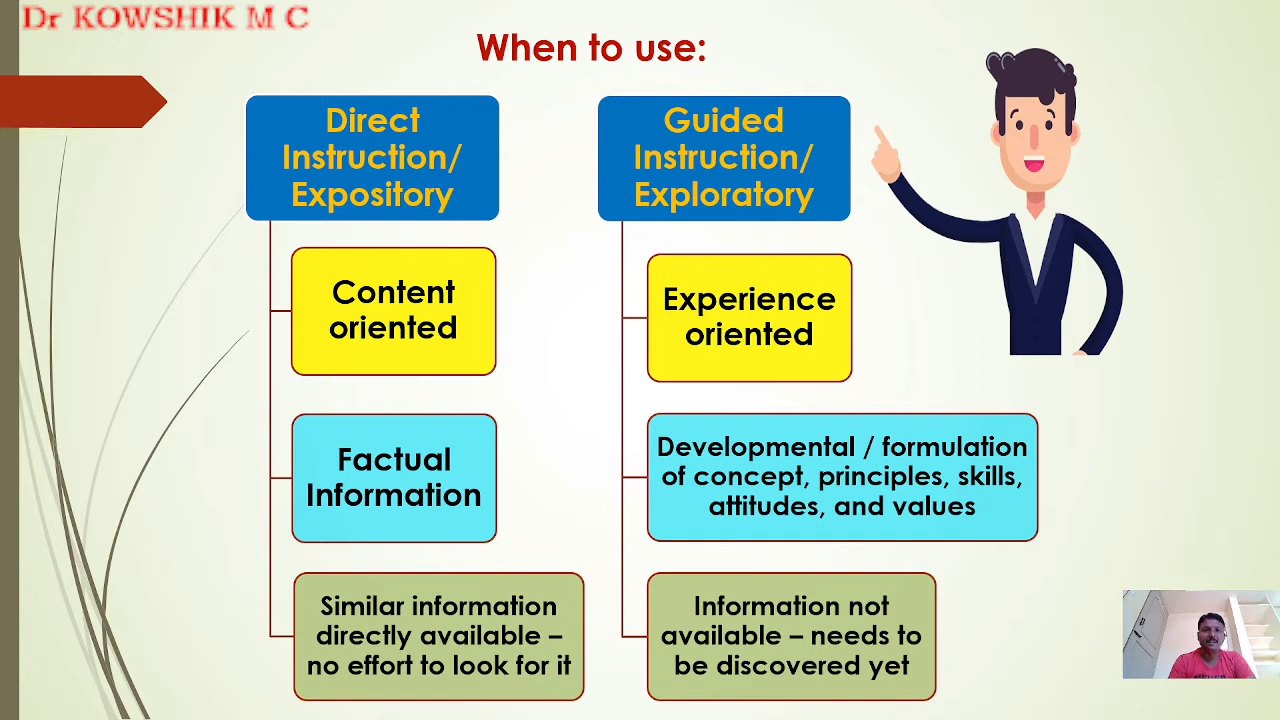 Dr KOWSHIK M C
When to use:
Direct
Instruction/
Expository
Content
oriented
Factual
Information
Similar information
directly available –
no effort to look for it
Guided
Instruction/
Exploratory
Experience
oriented
Developmental / formulation
of concept, principles, skills,
attitudes, and values
Information not
available – needs to
be discovered yet